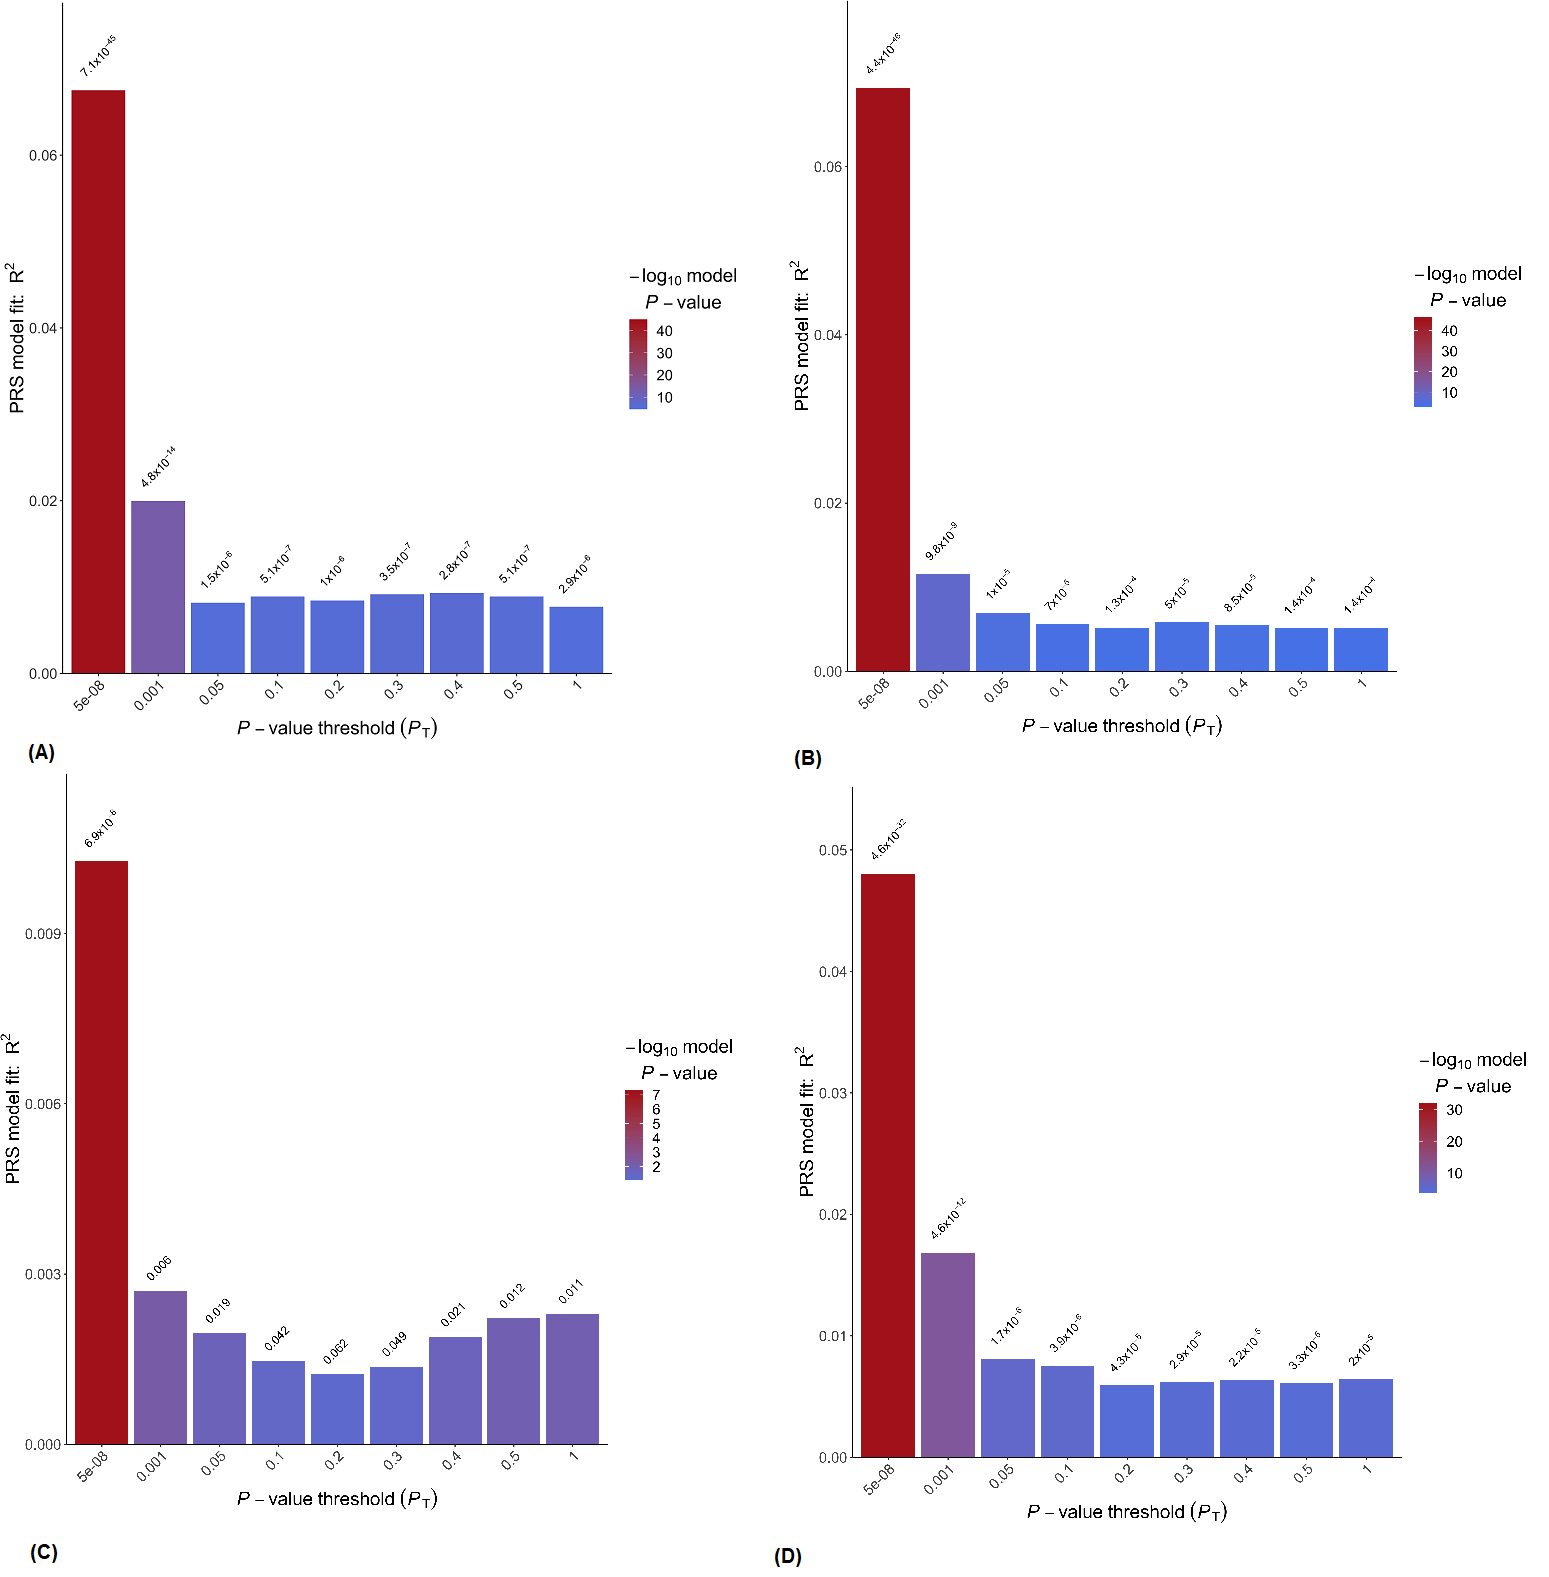 7.1x10⁻⁴⁵
4.8x10⁻¹⁴
1.5x10⁻⁶
5.1x10⁻⁷
1x10⁻⁶
3.5x10⁻⁷
2.8x10⁻⁷
5.1x10⁻⁷
2.9x10⁻⁶
0.06
0.04
0.02
0.00
PRS model fit: R²
5e-08 0.001 0.05 0.1 0.2 0.3 0.4 0.5 1
P – value threshold (P_T)
– log₁₀ model
P – value
40
30
20
10
(A)
4.4x10⁻⁴⁶
9.8x10⁻⁹
1x10⁻⁵
1.3x10⁻⁴
5x10⁻⁵
8.5x10⁻⁵
1.4x10⁻⁴
1.4x10⁻⁴
0.06
0.04
0.02
0.00
PRS model fit: R²
5e-08 0.001 0.05 0.1 0.2 0.3 0.4 0.5 1
P – value threshold (P_T)
– log₁₀ model
P – value
40
30
20
10
(B)
0.006
0.019
0.042
0.062
0.049
0.021
0.012
0.011
0.009
0.006
0.003
0.000
PRS model fit: R²
5e-08 0.001 0.05 0.1 0.2 0.3 0.4 0.5 1
P – value threshold (P_T)
– log₁₀ model
P – value
7
6
5
4
3
2
(C)
4.6x10⁻³²
4.6x10⁻¹²
1.7x10⁻⁶
3.9x10⁻⁶
4.3x10⁻⁵
2.9x10⁻⁵
2.2x10⁻⁵
2x10⁻⁵
0.05
0.04
0.03
0.02
0.01
0.00
PRS model fit: R²
5e-08 0.001 0.05 0.1 0.2 0.3 0.4 0.5 1
P – value threshold (P_T)
– log₁₀ model
P – value
30
20
10
(D)